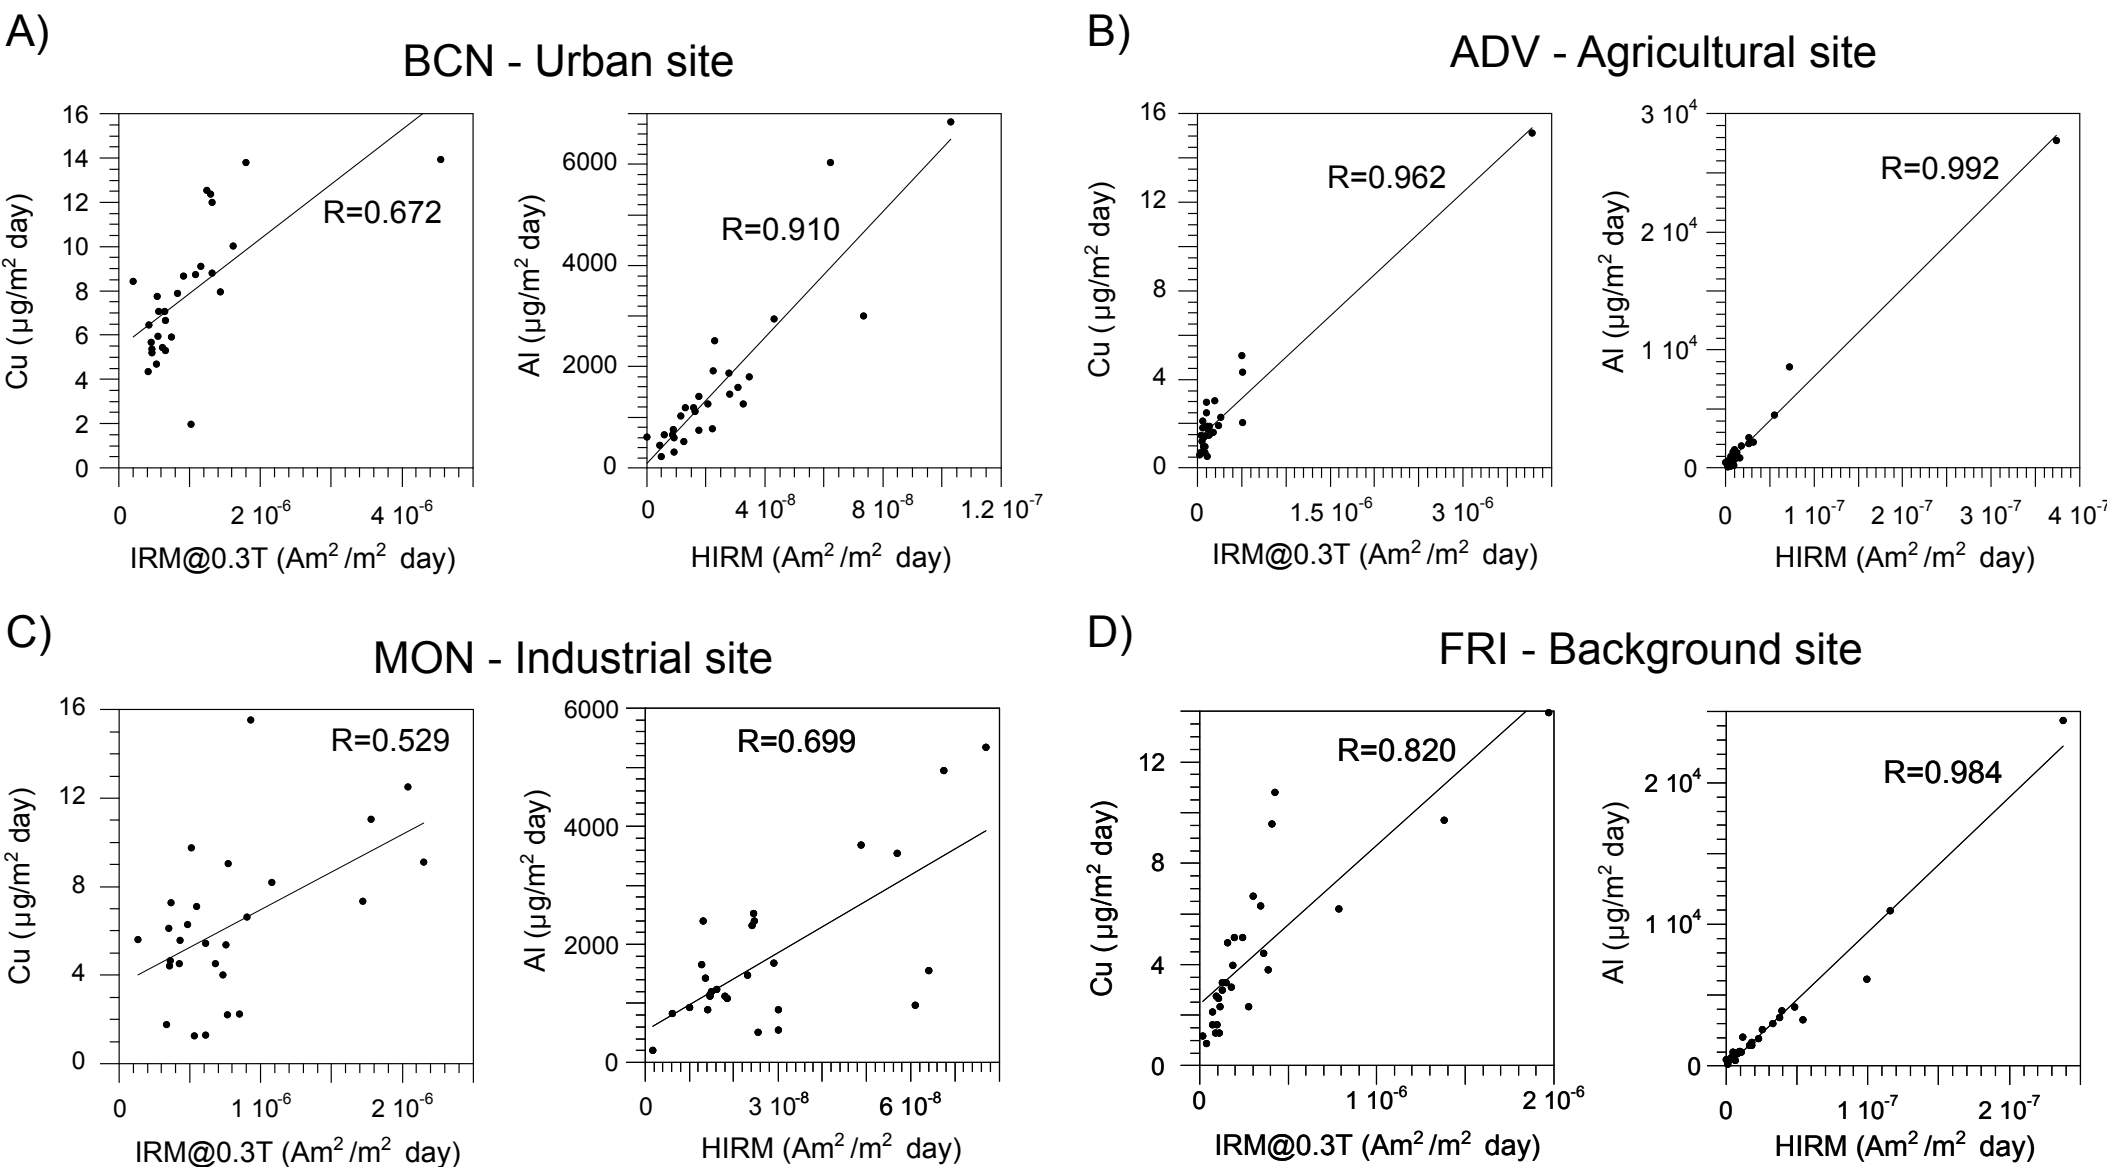 A)
BCN - Urban site
16
14
12
10
8
6
4
2
0
Cu (µg/m² day)
R=0.672
0
2 10⁻⁶
4 10⁻⁶
IRM@0.3T (Am²/m² day)
6000
4000
2000
0
Al (µg/m² day)
R=0.910
0
4 10⁻⁸
8 10⁻⁸
1.2 10⁻⁷
HIRM (Am²/m² day)
B)
ADV - Agricultural site
16
12
8
4
0
Cu (µg/m² day)
R=0.962
0
1.5 10⁻⁶
3 10⁻⁶
IRM@0.3T (Am²/m² day)
3 10⁴
2 10⁴
1 10⁴
0
Al (µg/m² day)
R=0.992
0
1 10⁻⁷
2 10⁻⁷
3 10⁻⁷
4 10⁻⁷
HIRM (Am²/m² day)
C)
MON - Industrial site
16
12
8
4
0
Cu (µg/m² day)
R=0.529
0
1 10⁻⁶
2 10⁻⁶
IRM@0.3T (Am²/m² day)
6000
4000
2000
0
Al (µg/m² day)
R=0.699
0
3 10⁻⁸
6 10⁻⁸
HIRM (Am²/m² day)
D)
FRI - Background site
12
8
4
0
Cu (µg/m² day)
R=0.820
0
1 10⁻⁶
2 10⁻⁶
IRM@0.3T (Am²/m² day)
2 10⁴
1 10⁴
0
Al (µg/m² day)
R=0.984
0
1 10⁻⁷
2 10⁻⁷
HIRM (Am²/m² day)